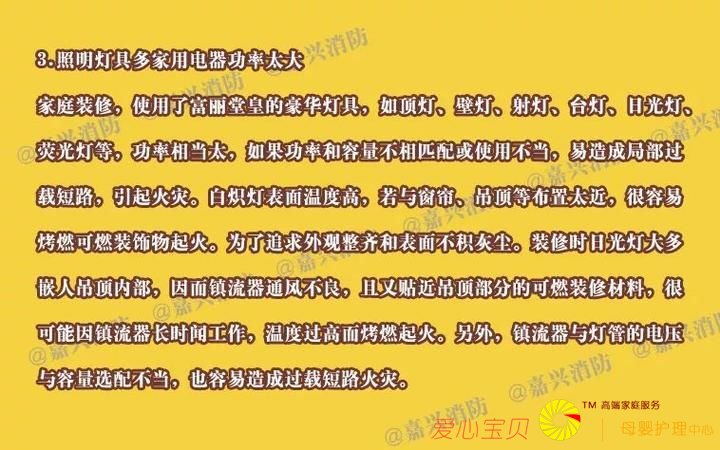 3.照明灯具多家用电器功率太大
家庭装修，使用了富丽堂皇的豪华灯具，如顶灯、壁灯、射灯、台灯、日光灯、
荧光灯等，功率相当太，如果功率和容量不相匹配或使用不当，易造成局部过
载短路，引起火灾。白炽灯表面温度高，若与窗帘、吊顶等布置太近，很容易
烤燃可燃装饰物起火。为了追求外观整齐和表面不积灰尘。装修时日光灯大多
嵌人吊顶内部，因而镇流器通风不良，且又贴近吊顶部分的可燃装修材料，很
可能因镇流器长时间工作，温度过高而烤燃起火。另外，镇流器与灯管的电压
与容量选配不当，也容易造成过载短路火灾。
@嘉兴消防
@嘉兴消防
@嘉兴消防
@嘉兴消防
@嘉兴消防
@嘉兴消防
@嘉兴消防
@嘉兴消防
@嘉兴消防
爱心宝贝 TM 高端家庭服务 母婴护理中心